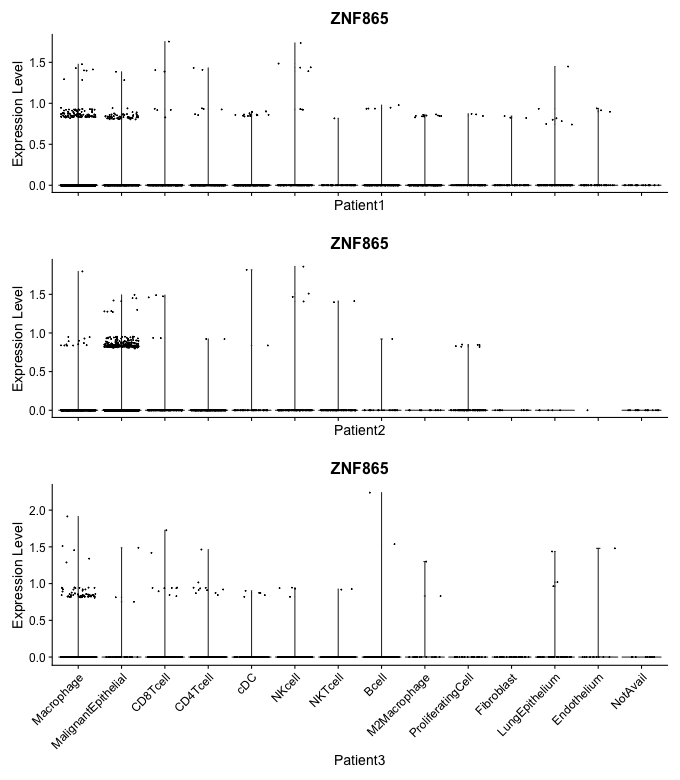 ZNF865
Expression Level
1.5
1.0
0.5
0.0
Patient1
ZNF865
Expression Level
1.5
1.0
0.5
0.0
Patient2
ZNF865
Expression Level
2.0
1.5
1.0
0.5
0.0
Macrophage
MalignantEpithelial
CD8Tcell
CD4Tcell
cDC
NKcell
NKTcell
Bcell
M2Macrophage
ProliferatingCell
Fibroblast
LungEpithelium
Endothelium
NotAvail
Patient3